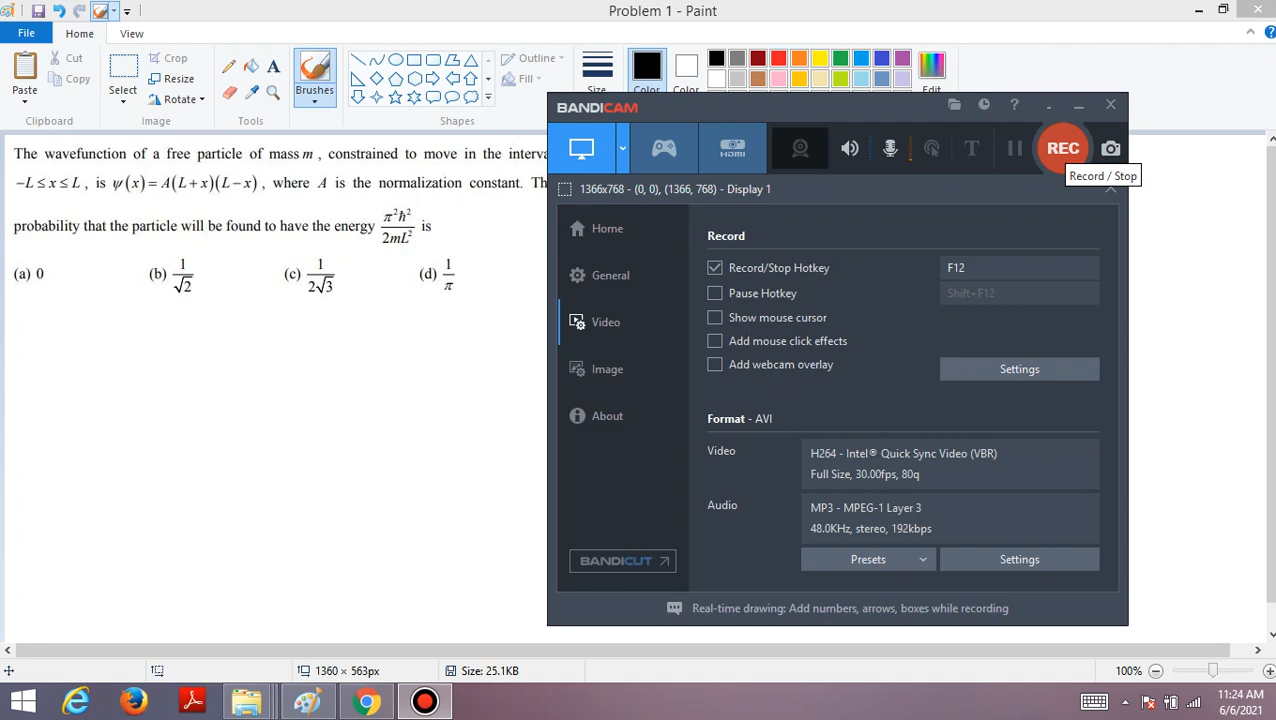 Problem 1 - Paint
File Home View
Paste Cut Copy Clipboard
Select Crop Resize Rotate Image
Tools
Brushes
Outline Fill Shapes
Size
Color Color Edit
The wavefunction of a free particle of mass m , constrained to move in the interva
−L ≤ x ≤ L , is ψ(x) = A(L + x)(L − x) , where A is the normalization constant. Th
probability that the particle will be found to have the energy π²ħ²/2mL² is
(a) 0 (b) 1/√2 (c) 1/2√3 (d) 1/π
BANDICAM
HDMI REC
Record / Stop
1366x768 - (0, 0), (1366, 768) - Display 1
Home
General
Video
Image
About
BANDICUT
Record
Record/Stop Hotkey F12
Pause Hotkey Shift+F12
Show mouse cursor
Add mouse click effects
Add webcam overlay
Settings
Format - AVI
Video H264 - Intel® Quick Sync Video (VBR)
Full Size, 30.00fps, 80q
Audio MP3 - MPEG-1 Layer 3
48.0KHz, stereo, 192kbps
Presets Settings
Real-time drawing: Add numbers, arrows, boxes while recording
1360 × 563px Size: 25.1KB 100%
11:24 AM
6/6/2021